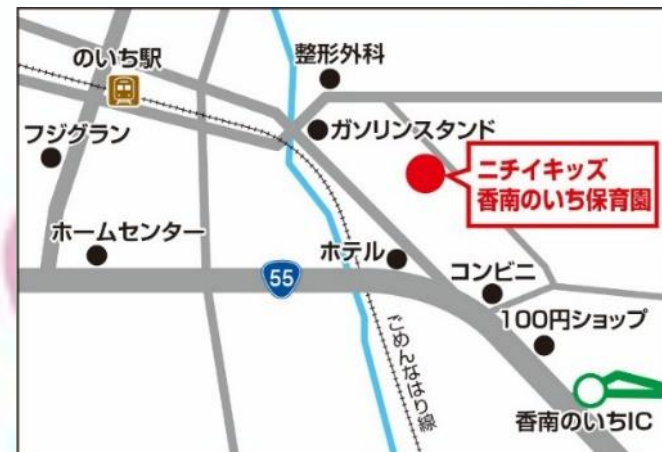 のいち駅
整形外科
フジグラン
ガソリンスタンド
ニチイキッズ
香南のいち保育園
ホームセンター
ホテル
55
コンビニ
100円ショップ
ごめんなはり線
香南のいちIC